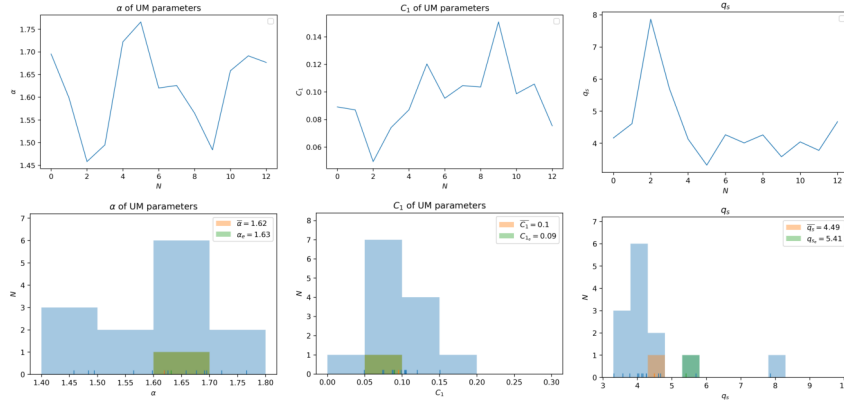 α of UM parameters
1.75
1.70
1.65
1.60
1.55
1.50
1.45
α
0 2 4 6 8 10 12
N
C₁ of UM parameters
0.14
0.12
0.10
0.08
0.06
C₁
0 2 4 6 8 10 12
N
qₛ
8
7
6
5
4
qₛ
0 2 4 6 8 10 12
N
α of UM parameters
7
6
5
4
3
2
1
0
N
ᾱ = 1.62
αₑ = 1.63
1.40 1.45 1.50 1.55 1.60 1.65 1.70 1.75 1.80
α
C₁ of UM parameters
8
7
6
5
4
3
2
1
0
N
C̅₁ = 0.1
C₁ₑ = 0.09
0.00 0.05 0.10 0.15 0.20 0.25 0.30
C₁
qₛ
7
6
5
4
3
2
1
0
N
q̅ₛ = 4.49
qₛₑ = 5.41
3 4 5 6 7 8 9 10
qₛ